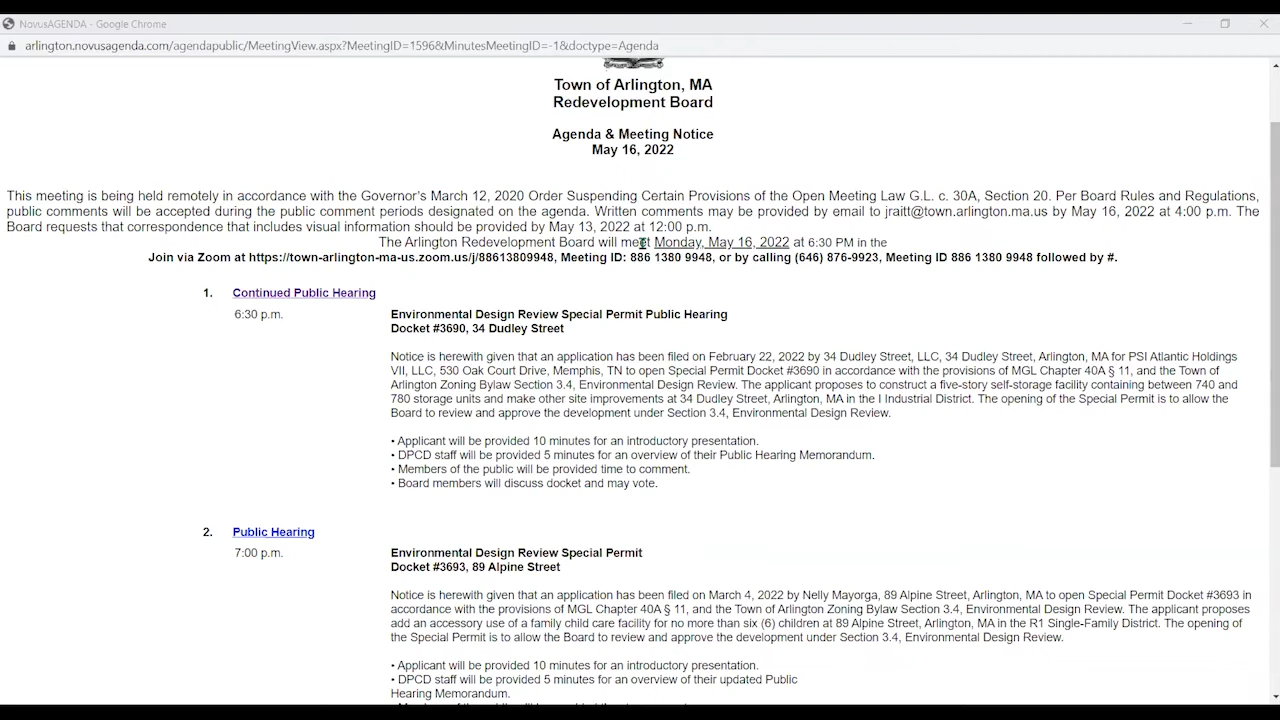 NovusAGENDA - Google Chrome
arlington.novusagenda.com/agendapublic/MeetingView.aspx?MeetingID=1596&MinutesMeetingID=-1&doctype=Agenda
Town of Arlington, MA
Redevelopment Board
Agenda & Meeting Notice
May 16, 2022
This meeting is being held remotely in accordance with the Governor's March 12, 2020 Order Suspending Certain Provisions of the Open Meeting Law G.L. c. 30A, Section 20. Per Board Rules and Regulations,
public comments will be accepted during the public comment periods designated on the agenda. Written comments may be provided by email to jraitt@town.arlington.ma.us by May 16, 2022 at 4:00 p.m. The
Board requests that correspondence that includes visual information should be provided by May 13, 2022 at 12:00 p.m.
The Arlington Redevelopment Board will meet Monday, May 16, 2022 at 6:30 PM in the
Join via Zoom at https://town-arlington-ma-us.zoom.us/j/88613809948, Meeting ID: 886 1380 9948, or by calling (646) 876-9923, Meeting ID 886 1380 9948 followed by #.
1. Continued Public Hearing
6:30 p.m. Environmental Design Review Special Permit Public Hearing
Docket #3690, 34 Dudley Street
Notice is herewith given that an application has been filed on February 22, 2022 by 34 Dudley Street, LLC, 34 Dudley Street, Arlington, MA for PSI Atlantic Holdings
VII, LLC, 530 Oak Court Drive, Memphis, TN to open Special Permit Docket #3690 in accordance with the provisions of MGL Chapter 40A § 11, and the Town of
Arlington Zoning Bylaw Section 3.4, Environmental Design Review. The applicant proposes to construct a five-story self-storage facility containing between 740 and
780 storage units and make other site improvements at 34 Dudley Street, Arlington, MA in the I Industrial District. The opening of the Special Permit is to allow the
Board to review and approve the development under Section 3.4, Environmental Design Review.
• Applicant will be provided 10 minutes for an introductory presentation.
• DPCD staff will be provided 5 minutes for an overview of their Public Hearing Memorandum.
• Members of the public will be provided time to comment.
• Board members will discuss docket and may vote.
2. Public Hearing
7:00 p.m. Environmental Design Review Special Permit
Docket #3693, 89 Alpine Street
Notice is herewith given that an application has been filed on March 4, 2022 by Nelly Mayorga, 89 Alpine Street, Arlington, MA to open Special Permit Docket #3693 in
accordance with the provisions of MGL Chapter 40A § 11, and the Town of Arlington Zoning Bylaw Section 3.4, Environmental Design Review. The applicant proposes
add an accessory use of a family child care facility for no more than six (6) children at 89 Alpine Street, Arlington, MA in the R1 Single-Family District. The opening of
the Special Permit is to allow the Board to review and approve the development under Section 3.4, Environmental Design Review.
• Applicant will be provided 10 minutes for an introductory presentation.
• DPCD staff will be provided 5 minutes for an overview of their updated Public
Hearing Memorandum.